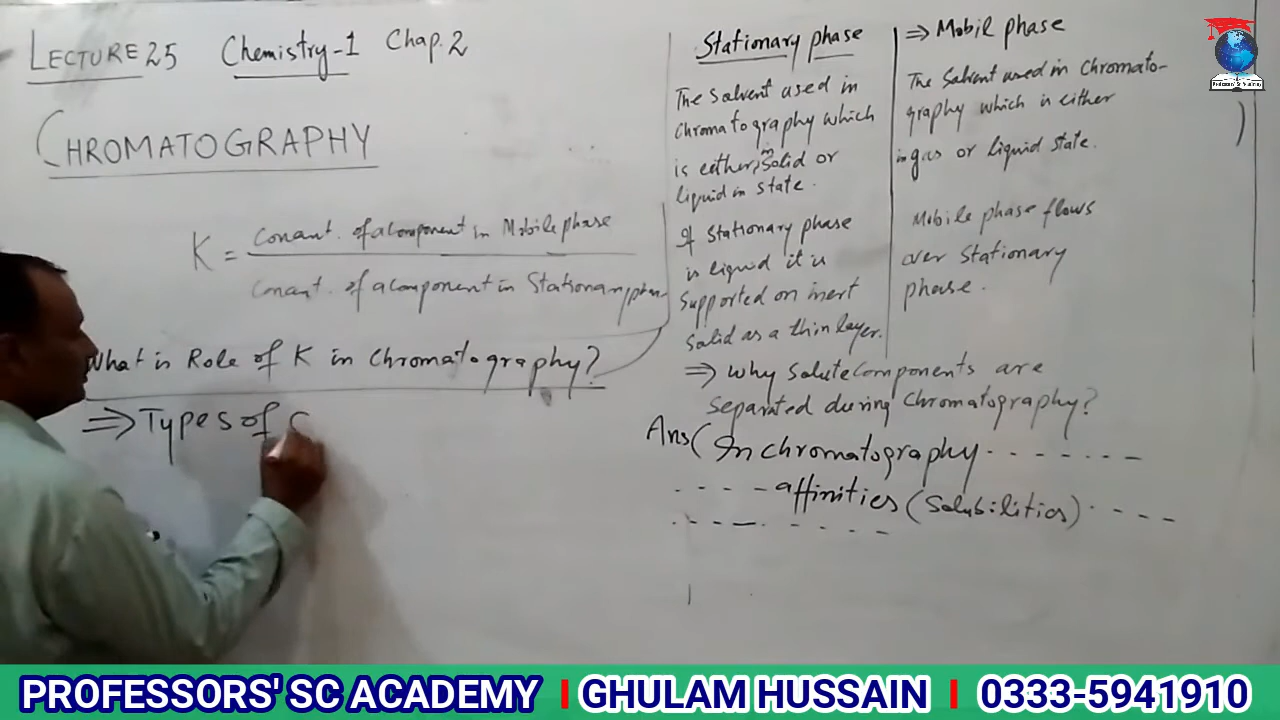 LECTURE 25 Chemistry-1 Chap. 2
CHROMATOGRAPHY
K =
of a component in Mobile phase
of a component in Stationary phase
What is Role of K in Chromatography?
⇒ Types of C
Stationary phase
The Solvent used in
Chromatography which
is either in Solid or
liquid in state.
If Stationary phase
is liquid it is
Supported on inert
Solid as a thin layer.
⇒ Mobil phase
The Solvent used in Chromato-
graphy which is either
in gas or liquid state.
Mobile phase flows
over Stationary
phase.
⇒ Why Solute Components are
Separated during Chromatography?
Ans( In chromatography - - - - - - -
- - - - - affinities (Solubilities) - - - -
PROFESSORS' SC ACADEMY | GHULAM HUSSAIN | 0333-5941910